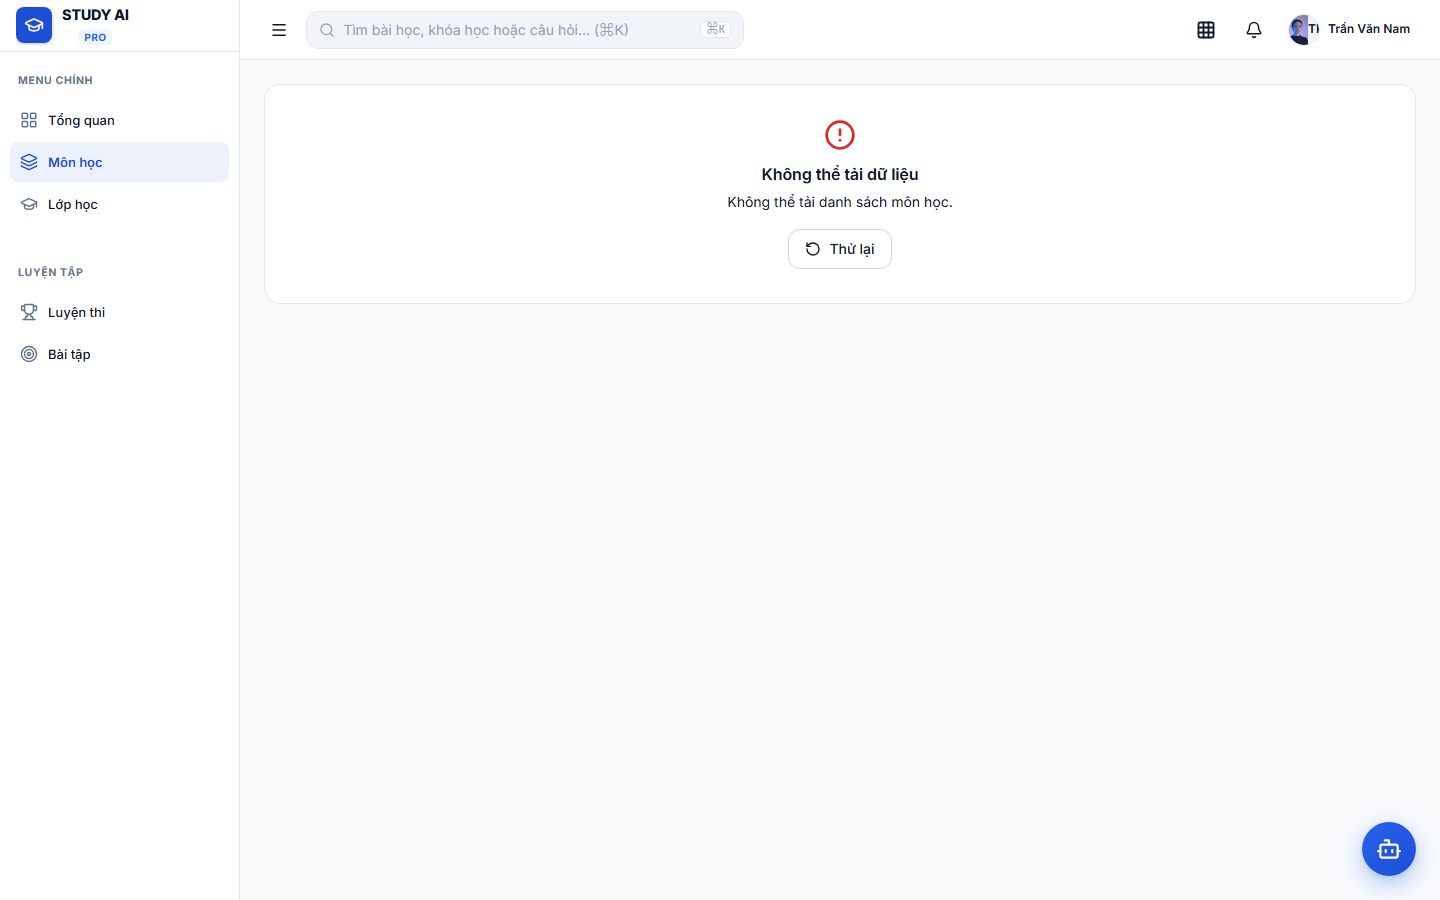 STUDY AI
PRO
Tìm bài học, khóa học hoặc câu hỏi... (⌘K)
⌘K
Trần Văn Nam
MENU CHÍNH
Tổng quan
Môn học
Lớp học
LUYỆN TẬP
Luyện thi
Bài tập
Không thể tải dữ liệu
Không thể tải danh sách môn học.
Thử lại